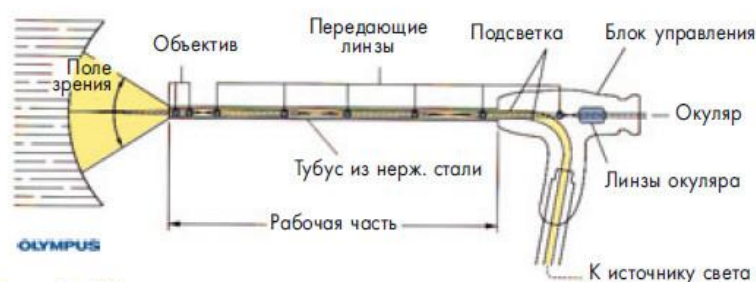 Объектив
Передающие
линзы
Подсветка
Блок управления
Поле
зрения
Окуляр
Тубус из нерж. стали
Линзы окуляра
Рабочая часть
OLYMPUS
К источнику света